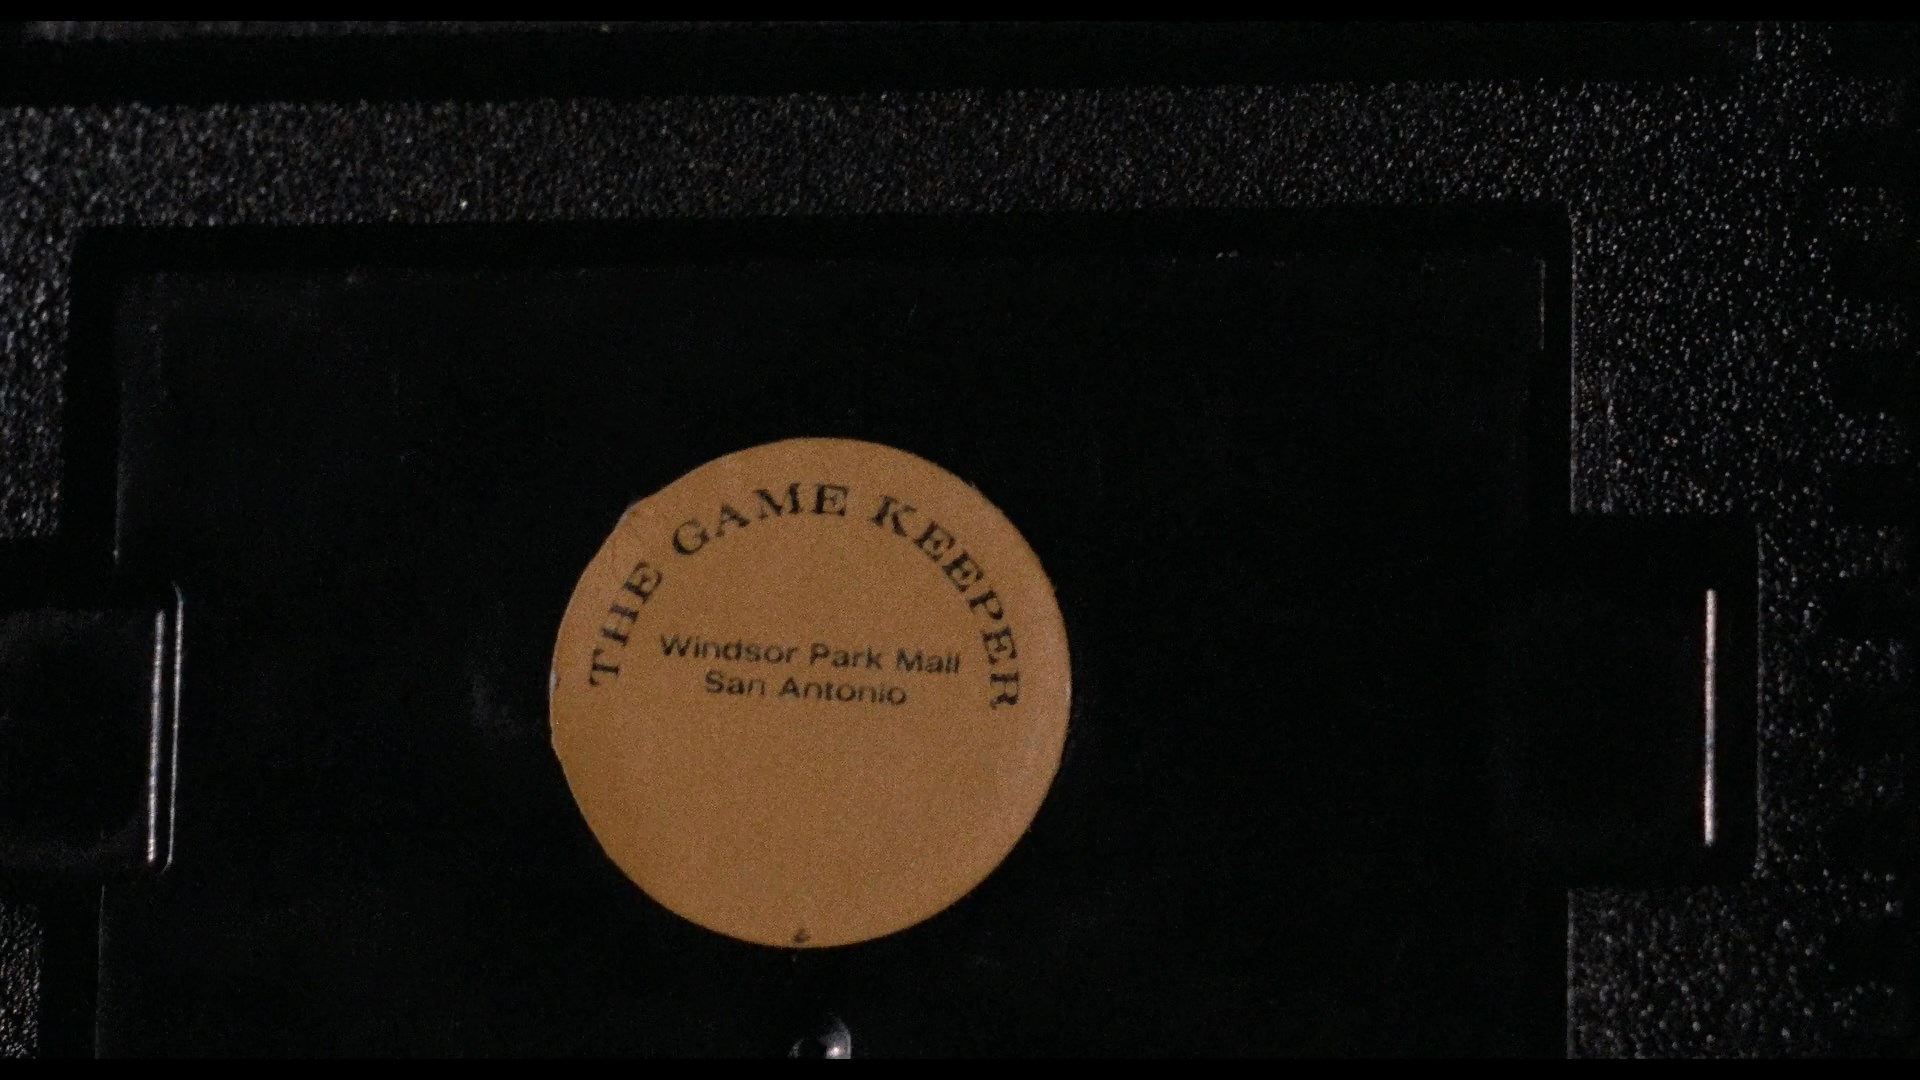 THE GAME KEEPER
Windsor Park Mall
San Antonio